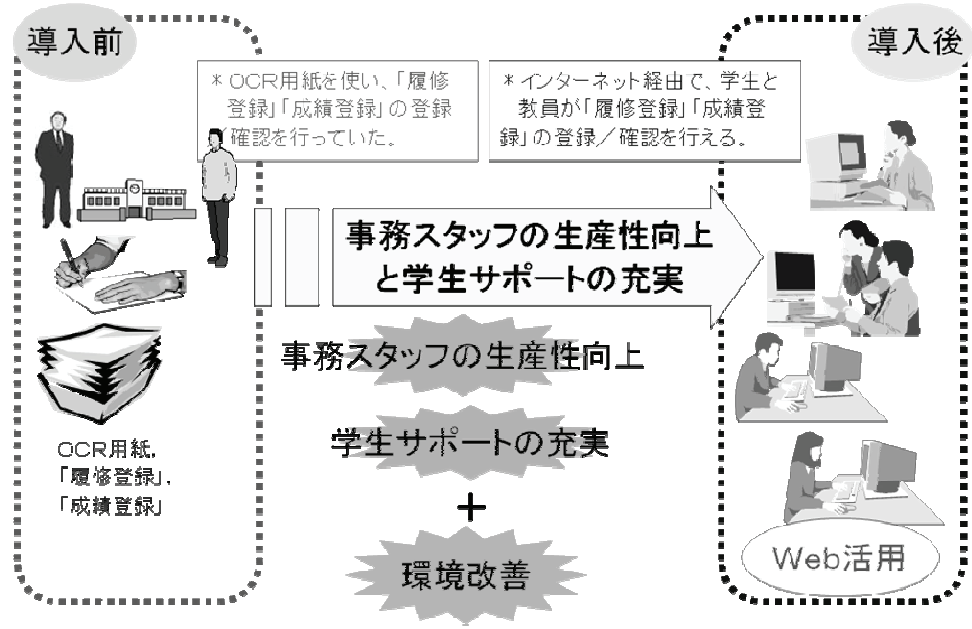 導入前
導入後
＊OCR用紙を使い、「履修
登録」「成績登録」の登録
／確認を行っていた。
＊インターネット経由で、学生と
教員が「履修登録」「成績登
録」の登録／確認を行える。
事務スタッフの生産性向上
と学生サポートの充実
事務スタッフの生産性向上
学生サポートの充実
＋
環境改善
OCR用紙，
「履修登録」，
「成績登録」
Web活用